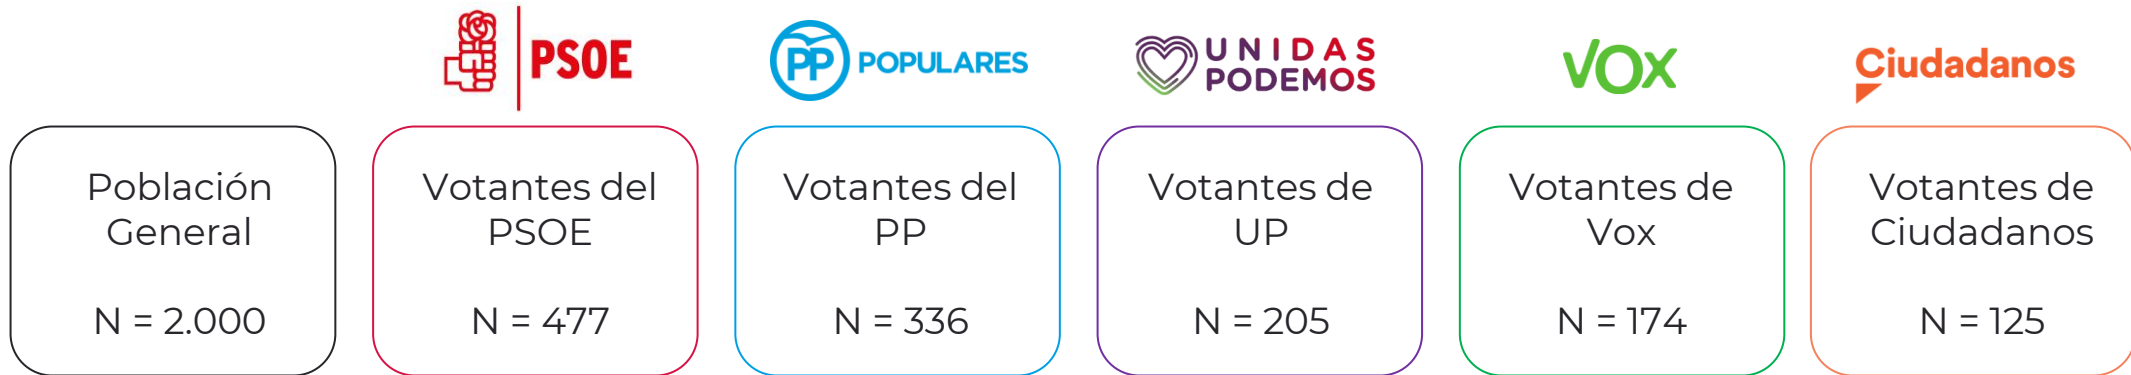 PSOE
PP POPULARES
UNIDAS
PODEMOS
VOX
Ciudadanos
Población
General
N = 2.000
Votantes del
PSOE
N = 477
Votantes del
PP
N = 336
Votantes de
UP
N = 205
Votantes de
Vox
N = 174
Votantes de
Ciudadanos
N = 125